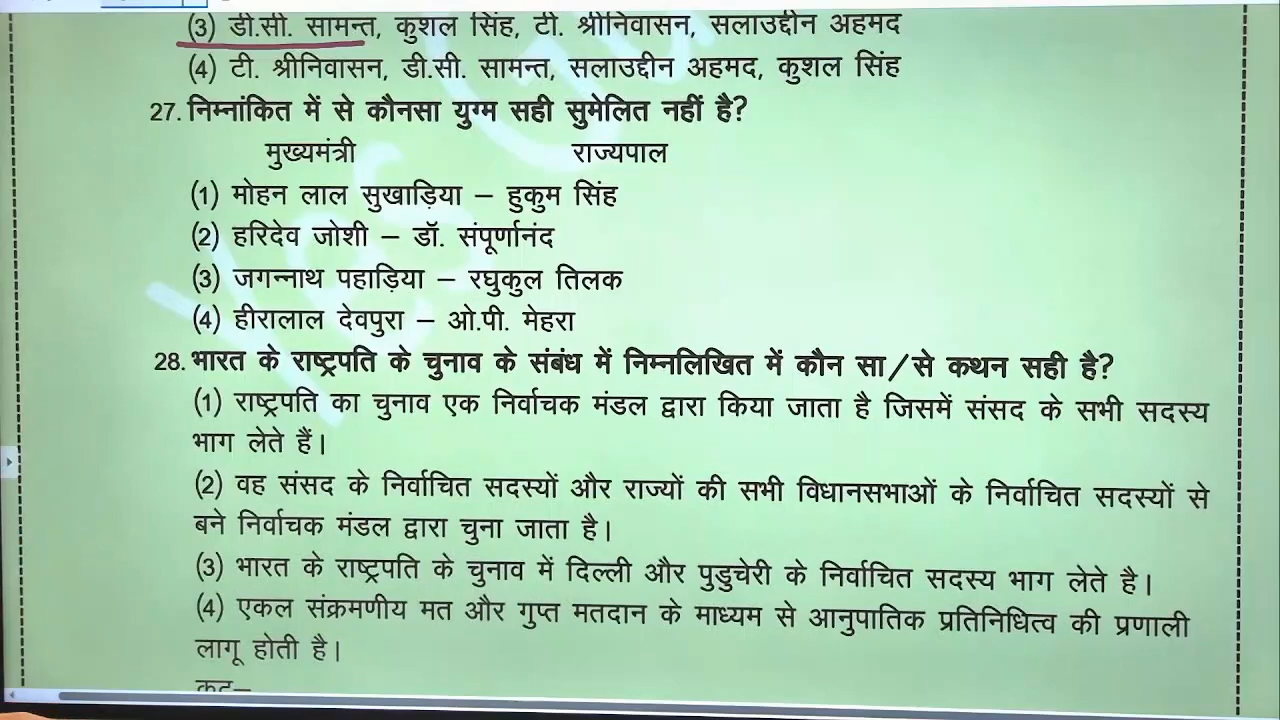 (3) डी.सी. सामन्त, कुशल सिंह, टी. श्रीनिवासन, सलाउद्दीन अहमद
(4) टी. श्रीनिवासन, डी.सी. सामन्त, सलाउद्दीन अहमद, कुशल सिंह
27. निम्नांकित में से कौनसा युग्म सही सुमेलित नहीं है?
मुख्यमंत्री राज्यपाल
(1) मोहन लाल सुखाड़िया – हुकुम सिंह
(2) हरिदेव जोशी – डॉ. संपूर्णानंद
(3) जगन्नाथ पहाड़िया – रघुकुल तिलक
(4) हीरालाल देवपुरा – ओ.पी. मेहरा
28. भारत के राष्ट्रपति के चुनाव के संबंध में निम्नलिखित में कौन सा/से कथन सही है?
(1) राष्ट्रपति का चुनाव एक निर्वाचक मंडल द्वारा किया जाता है जिसमें संसद के सभी सदस्य
भाग लेते हैं।
(2) वह संसद के निर्वाचित सदस्यों और राज्यों की सभी विधानसभाओं के निर्वाचित सदस्यों से
बने निर्वाचक मंडल द्वारा चुना जाता है।
(3) भारत के राष्ट्रपति के चुनाव में दिल्ली और पुडुचेरी के निर्वाचित सदस्य भाग लेते है।
(4) एकल संक्रमणीय मत और गुप्त मतदान के माध्यम से आनुपातिक प्रतिनिधित्व की प्रणाली
लागू होती है।